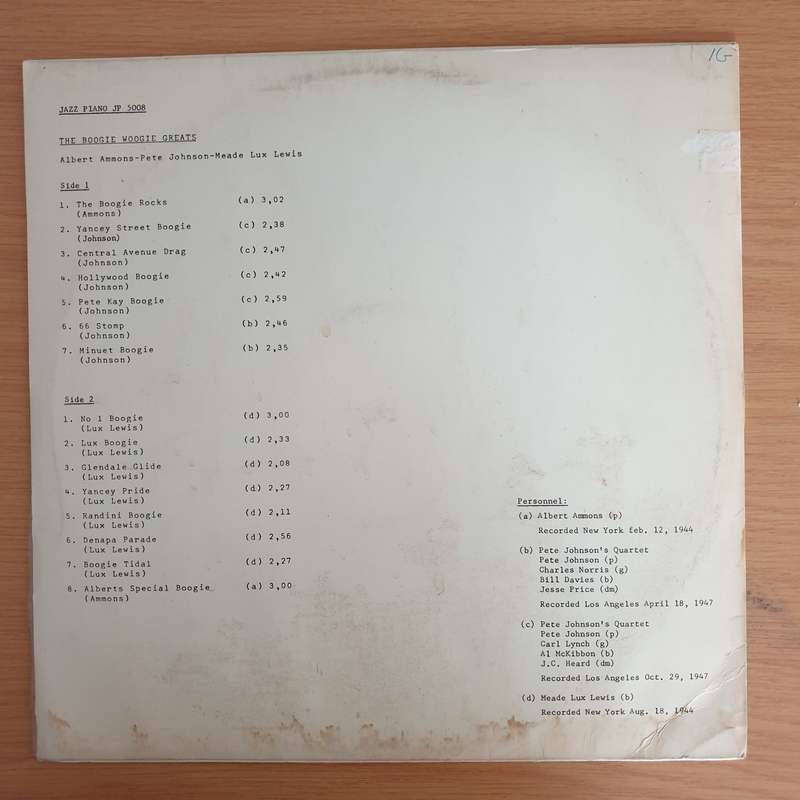 IG
JAZZ PIANO JP 5008
THE BOOGIE WOOGIE GREATS
Albert Ammons-Pete Johnson-Meade Lux Lewis
Side 1
1. The Boogie Rocks (a) 3,02
(Ammons)
2. Yancey Street Boogie (c) 2,38
(Johnson)
3. Central Avenue Drag (c) 2,47
(Johnson)
4. Hollywood Boogie (c) 2,42
(Johnson)
5. Pete Kay Boogie (c) 2,59
(Johnson)
6. 66 Stomp (b) 2,46
(Johnson)
7. Minuet Boogie (b) 2,35
(Johnson)
Side 2
1. No 1 Boogie (d) 3,00
(Lux Lewis)
2. Lux Boogie (d) 2,33
(Lux Lewis)
3. Glendale Glide (d) 2,08
(Lux Lewis)
4. Yancey Pride (d) 2,27
(Lux Lewis)
5. Randini Boogie (d) 2,11
(Lux Lewis)
6. Denapa Parade (d) 2,56
(Lux Lewis)
7. Boogie Tidal (d) 2,27
(Lux Lewis)
8. Alberts Special Boogie (a) 3,00
(Ammons)
Personnel:
(a) Albert Ammons (p)
Recorded New York feb. 12, 1944
(b) Pete Johnson's Quartet
Pete Johnson (p)
Charles Norris (g)
Bill Davies (b)
Jesse Price (dm)
Recorded Los Angeles April 18, 1947
(c) Pete Johnson's Quartet
Pete Johnson (p)
Carl Lynch (g)
Al McKibbon (b)
J.C. Heard (dm)
Recorded Los Angeles Oct. 29, 1947
(d) Meade Lux Lewis (b)
Recorded New York Aug. 18, 1944